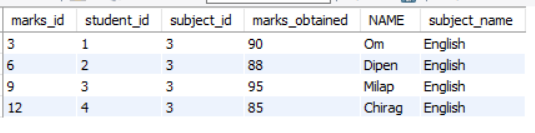 marks_id student_id subject_id marks_obtained NAME subject_name
3 1 3 90 Om English
6 2 3 88 Dipen English
9 3 3 95 Milap English
12 4 3 85 Chirag English